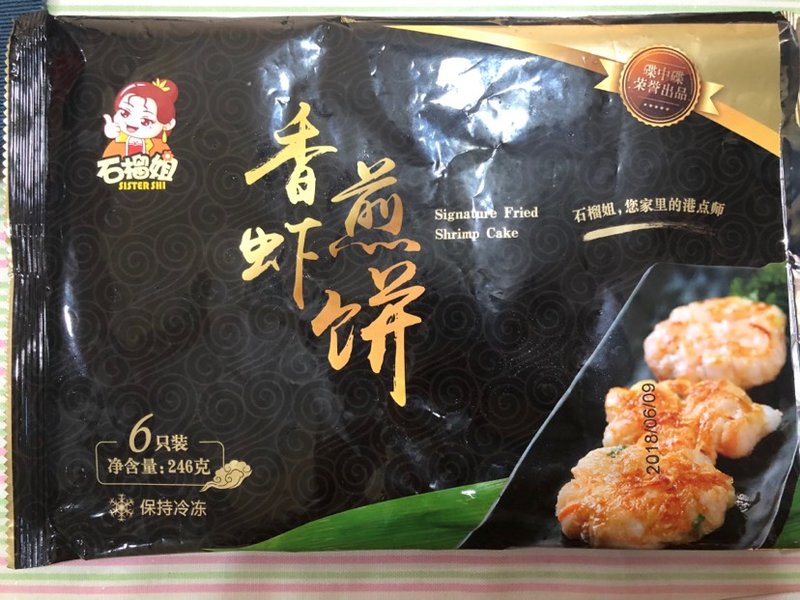 碟中碟
荣誉出品
石榴姐
SISTER SHI
香虾
煎饼
Signature Fried
Shrimp Cake
石榴姐,您家里的港点师
6只装
净含量:246克
保持冷冻
2018/06/09